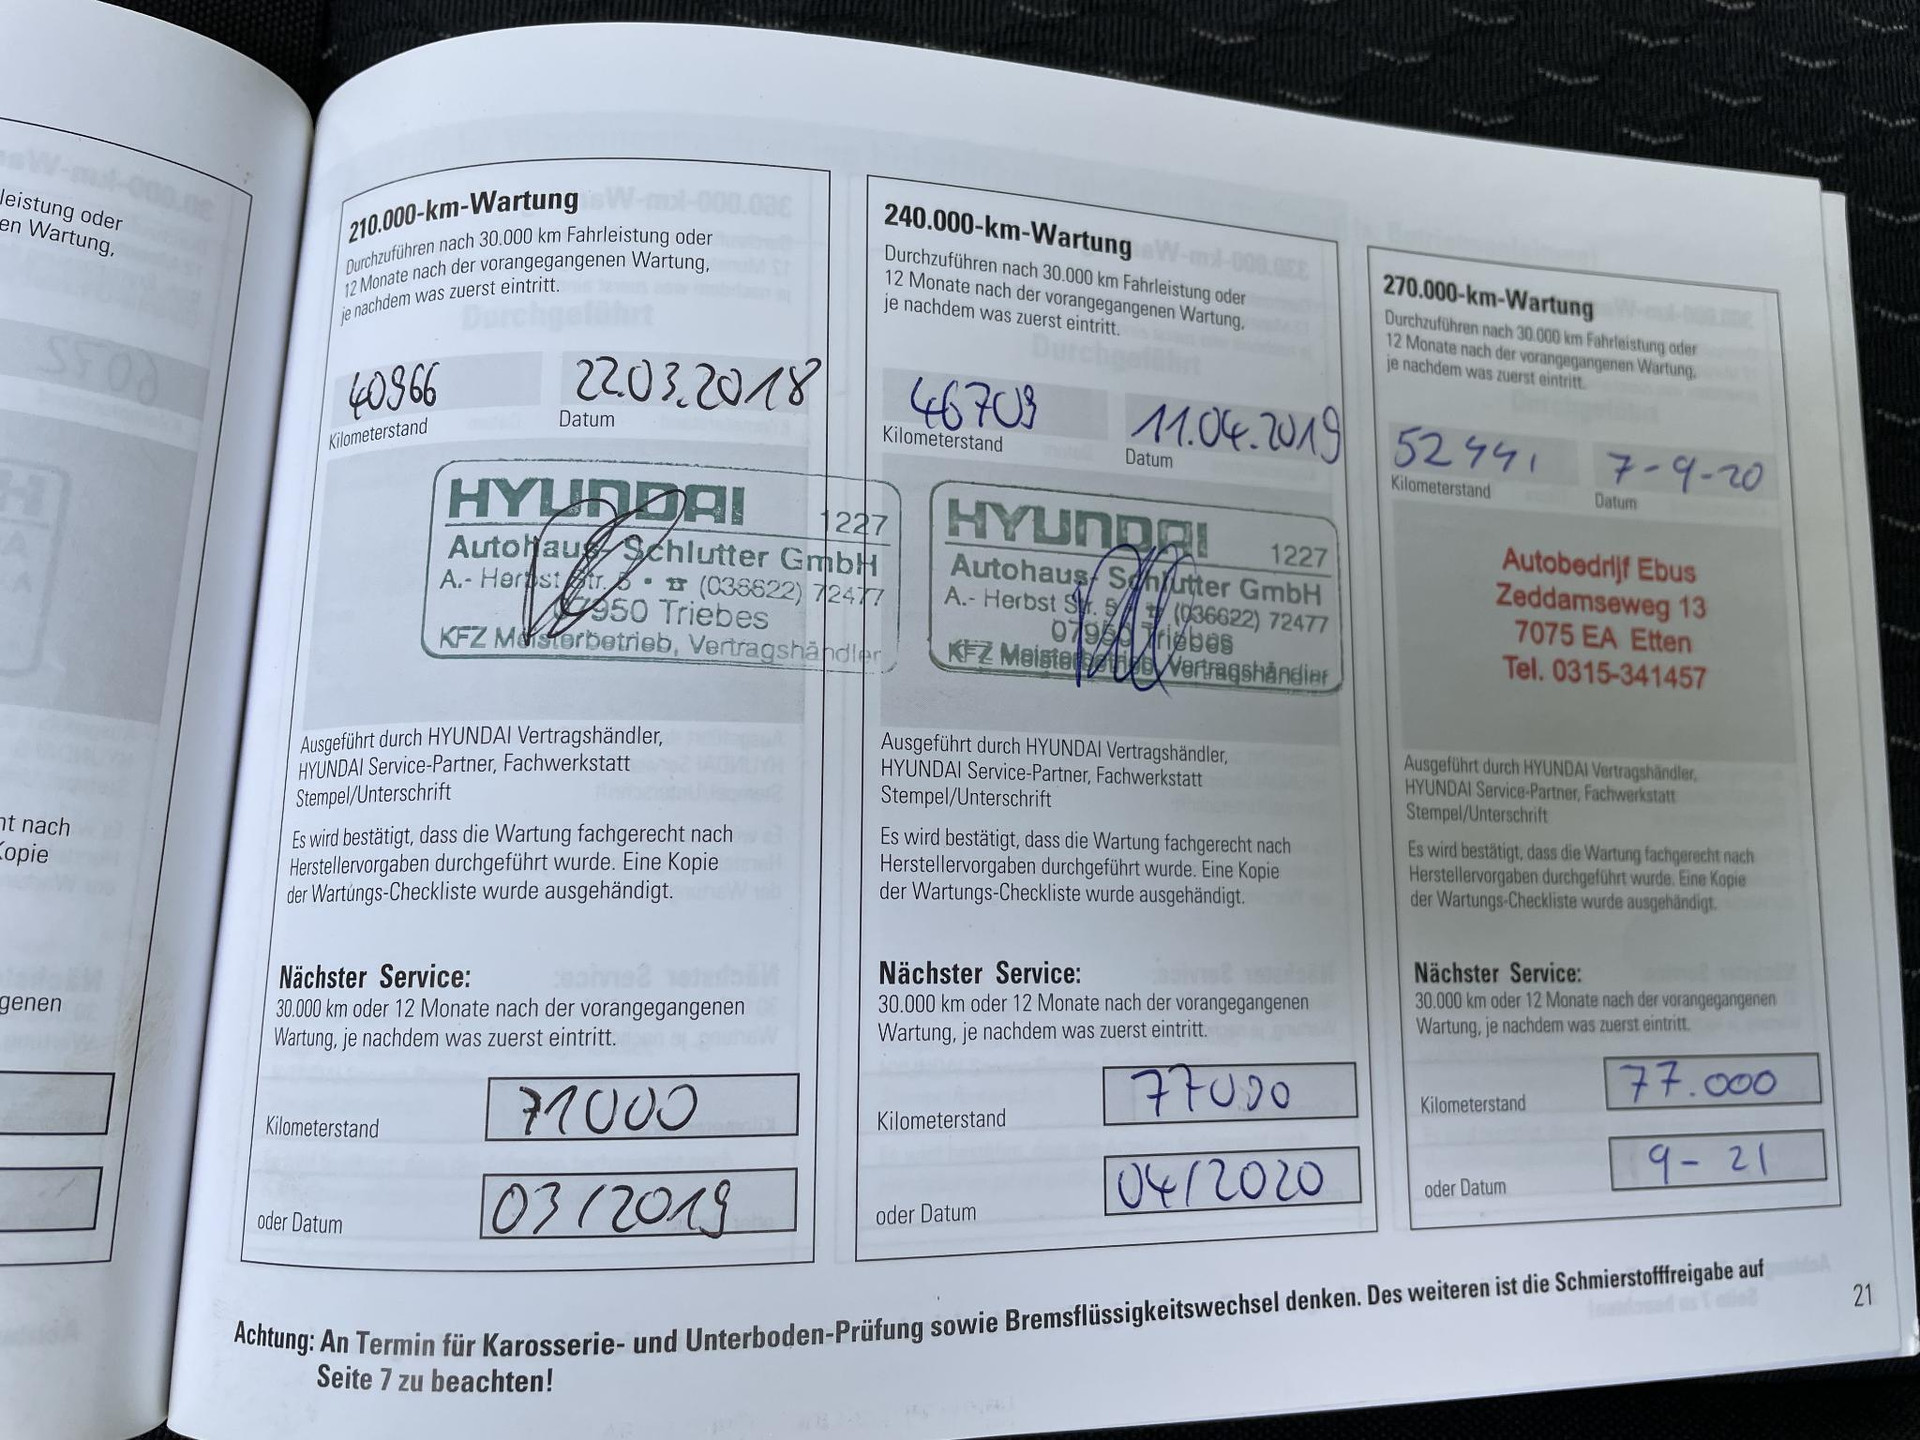 leistung oder
en Wartung,
nt nach
Kopie
genen
210.000-km-Wartung
Durchzuführen nach 30.000 km Fahrleistung oder
12 Monate nach der vorangegangenen Wartung,
je nachdem was zuerst eintritt.
40966
22.03.2018
Kilometerstand
Datum
HYUNDAI
1227
Autohaus Schlutter GmbH
A.- Herbst Str. 5 • ☎ (036622) 72477
07950 Triebes
KFZ Meisterbetrieb, Vertragshändler
Ausgeführt durch HYUNDAI Vertragshändler,
HYUNDAI Service-Partner, Fachwerkstatt
Stempel/Unterschrift
Es wird bestätigt, dass die Wartung fachgerecht nach
Herstellervorgaben durchgeführt wurde. Eine Kopie
der Wartungs-Checkliste wurde ausgehändigt.
Nächster Service:
30.000 km oder 12 Monate nach der vorangegangenen
Wartung, je nachdem was zuerst eintritt.
Kilometerstand
71000
oder Datum
03/2019
240.000-km-Wartung
Durchzuführen nach 30.000 km Fahrleistung oder
12 Monate nach der vorangegangenen Wartung,
je nachdem was zuerst eintritt.
46709
11.04.2019
Kilometerstand
Datum
HYUNDAI
1227
Autohaus Schlutter GmbH
A.- Herbst Str. 5 ☎ (036622) 72477
07950 Triebes
KFZ Meisterbetrieb, Vertragshändler
Ausgeführt durch HYUNDAI Vertragshändler,
HYUNDAI Service-Partner, Fachwerkstatt
Stempel/Unterschrift
Es wird bestätigt, dass die Wartung fachgerecht nach
Herstellervorgaben durchgeführt wurde. Eine Kopie
der Wartungs-Checkliste wurde ausgehändigt.
Nächster Service:
30.000 km oder 12 Monate nach der vorangegangenen
Wartung, je nachdem was zuerst eintritt.
Kilometerstand
77000
oder Datum
04/2020
270.000-km-Wartung
Durchzuführen nach 30.000 km Fahrleistung oder
12 Monate nach der vorangegangenen Wartung,
je nachdem was zuerst eintritt.
52441
7-9-20
Kilometerstand
Datum
Autobedrijf Ebus
Zeddamseweg 13
7075 EA Etten
Tel. 0315-341457
Ausgeführt durch HYUNDAI Vertragshändler,
HYUNDAI Service-Partner, Fachwerkstatt
Stempel/Unterschrift
Es wird bestätigt, dass die Wartung fachgerecht nach
Herstellervorgaben durchgeführt wurde. Eine Kopie
der Wartungs-Checkliste wurde ausgehändigt.
Nächster Service:
30.000 km oder 12 Monate nach der vorangegangenen
Wartung, je nachdem was zuerst eintritt.
Kilometerstand
77.000
oder Datum
9-21
Achtung: An Termin für Karosserie- und Unterboden-Prüfung sowie Bremsflüssigkeitswechsel denken. Des weiteren ist die Schmierstofffreigabe auf
Seite 7 zu beachten!
21